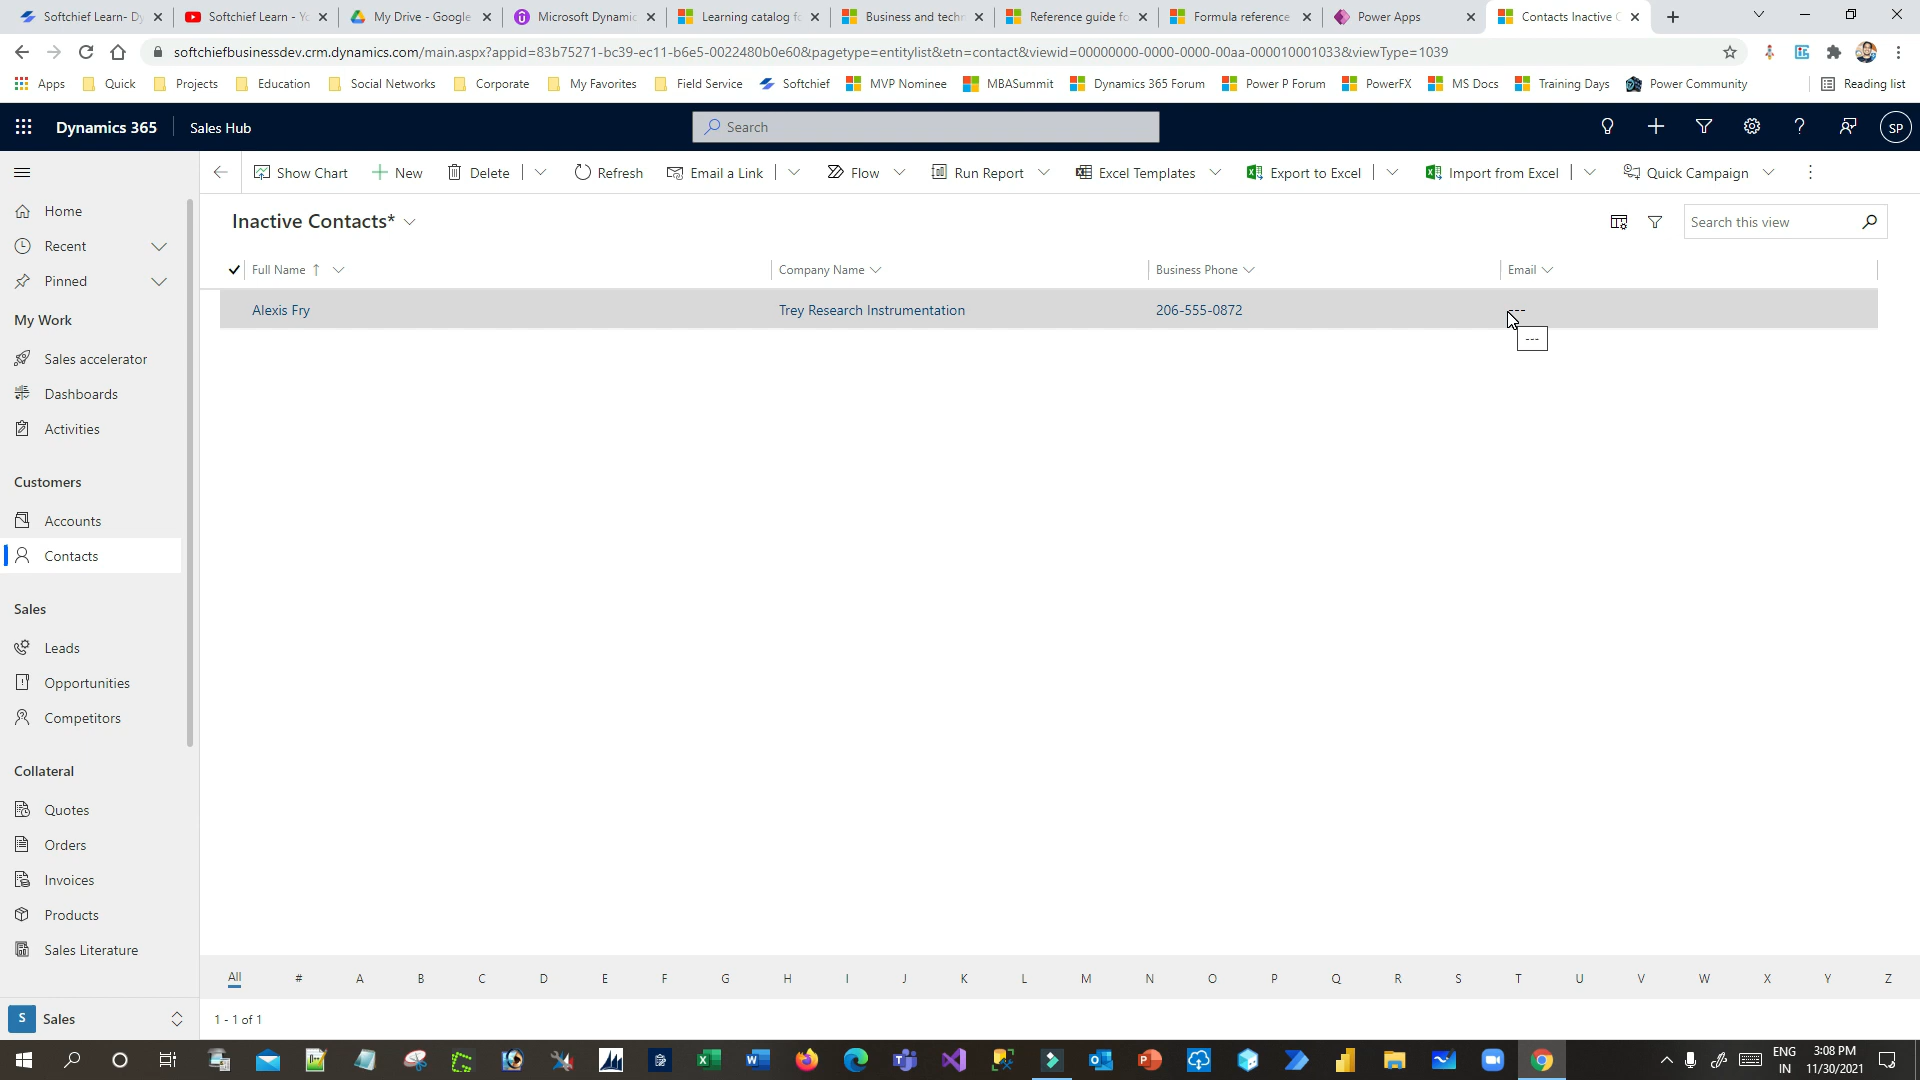 Softchief Learn- Dy
Softchief Learn - Yo
My Drive - Google
Microsoft Dynamic
Learning catalog fo
Business and techn
Reference guide fo
Formula reference
Power Apps
Contacts Inactive C
softchiefbusinessdev.crm.dynamics.com/main.aspx?appid=83b75271-bc39-ec11-b6e5-0022480b0e60&pagetype=entitylist&etn=contact&viewid=00000000-0000-0000-00aa-000010001033&viewType=1039
Apps Quick Projects Education Social Networks Corporate My Favorites Field Service Softchief MVP Nominee MBASummit Dynamics 365 Forum Power P Forum PowerFX MS Docs Training Days Power Community Reading list
Dynamics 365 Sales Hub Search SP
Show Chart New Delete Refresh Email a Link Flow Run Report Excel Templates Export to Excel Import from Excel Quick Campaign
Home
Recent
Pinned
My Work
Sales accelerator
Dashboards
Activities
Customers
Accounts
Contacts
Sales
Leads
Opportunities
Competitors
Collateral
Quotes
Orders
Invoices
Products
Sales Literature
S Sales
Inactive Contacts*
Search this view
Full Name ↑ Company Name Business Phone Email
Alexis Fry Trey Research Instrumentation 206-555-0872 ---
---
All # A B C D E F G H I J K L M N O P Q R S T U V W X Y Z
1 - 1 of 1
ENG
IN
3:08 PM
11/30/2021